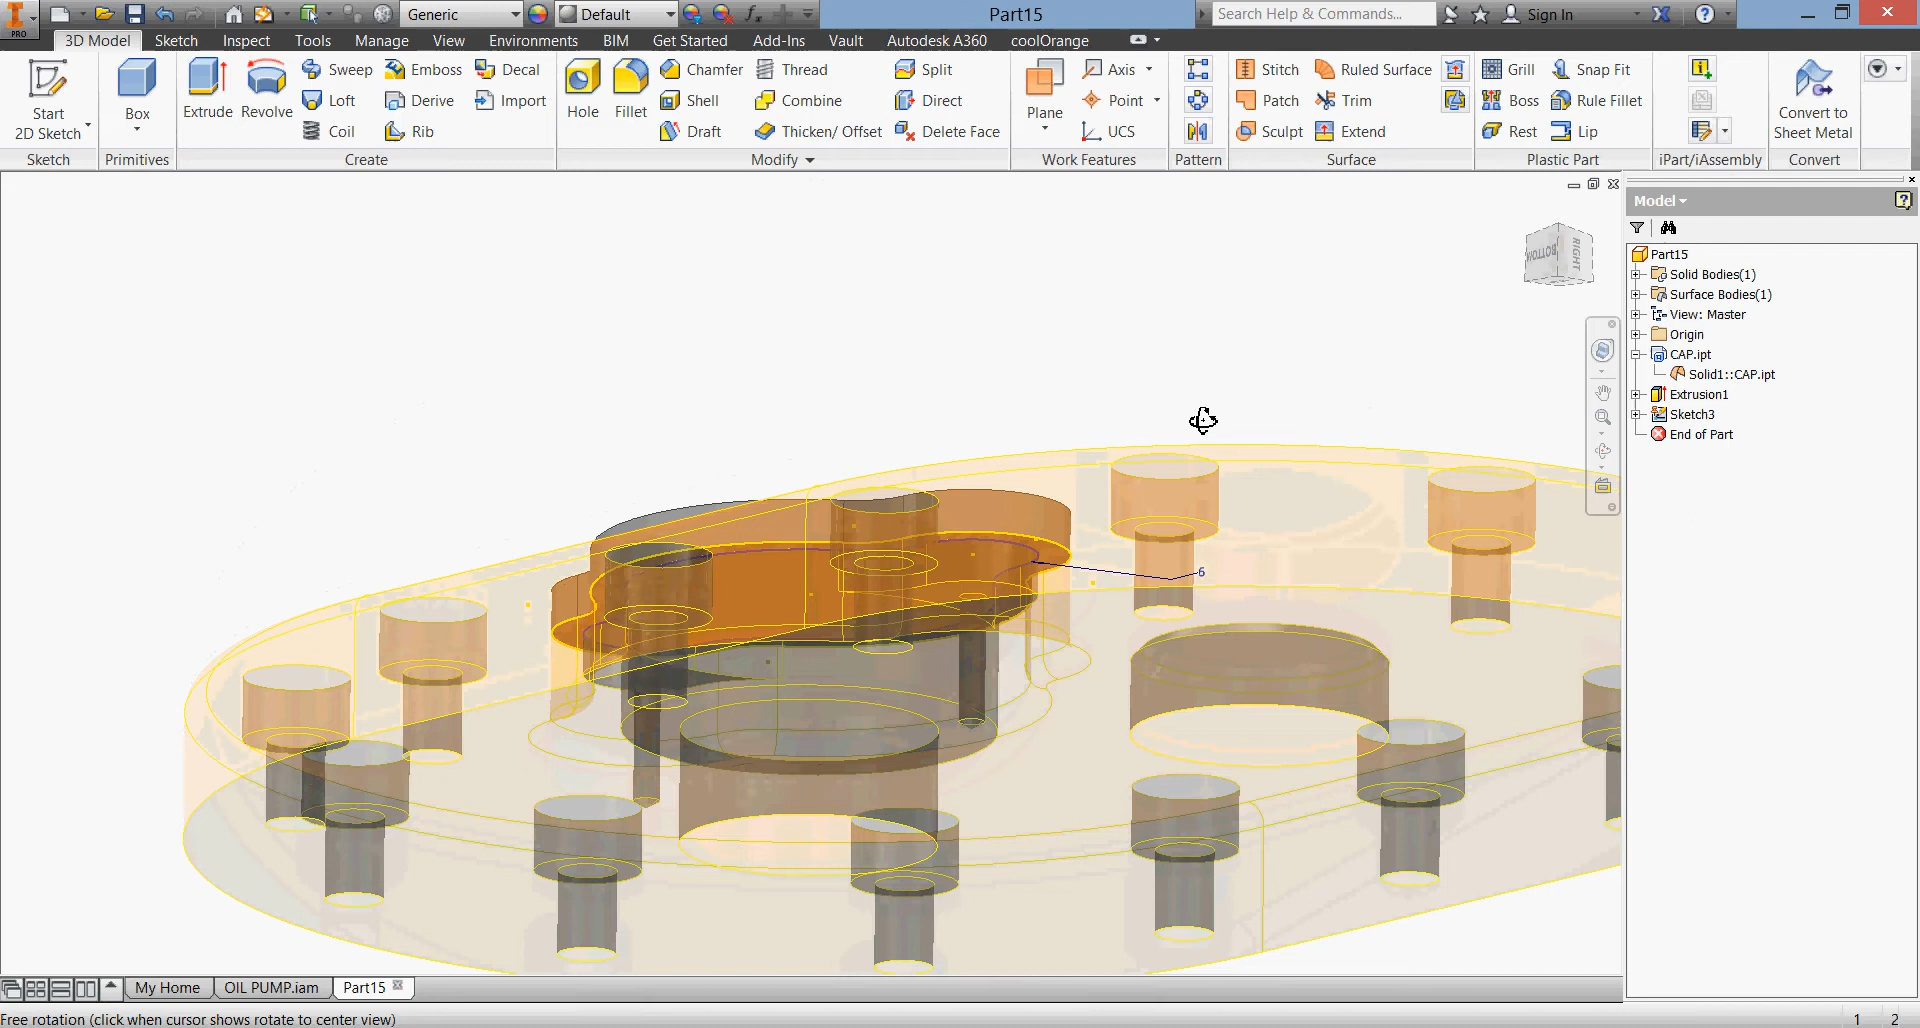 PRO
Generic
Default
fx
Part15
Search Help & Commands...
Sign In
3D Model Sketch Inspect Tools Manage View Environments BIM Get Started Add-Ins Vault Autodesk A360 coolOrange
Start
2D Sketch
Sketch
Box
Primitives
Extrude
Revolve
Sweep
Loft
Coil
Emboss
Derive
Rib
Decal
Import
Create
Hole
Fillet
Chamfer
Shell
Draft
Thread
Combine
Thicken/ Offset
Split
Direct
Delete Face
Modify
Plane
Axis
Point
UCS
Work Features
Pattern
Stitch
Patch
Sculpt
Ruled Surface
Trim
Extend
Surface
Grill
Boss
Rest
Snap Fit
Rule Fillet
Lip
Plastic Part
iPart/iAssembly
Convert to
Sheet Metal
Convert
BOTTOM
RIGHT
6
Model
Part15
Solid Bodies(1)
Surface Bodies(1)
View: Master
Origin
CAP.ipt
Solid1::CAP.ipt
Extrusion1
Sketch3
End of Part
My Home
OIL PUMP.iam
Part15
Free rotation (click when cursor shows rotate to center view)
1 2